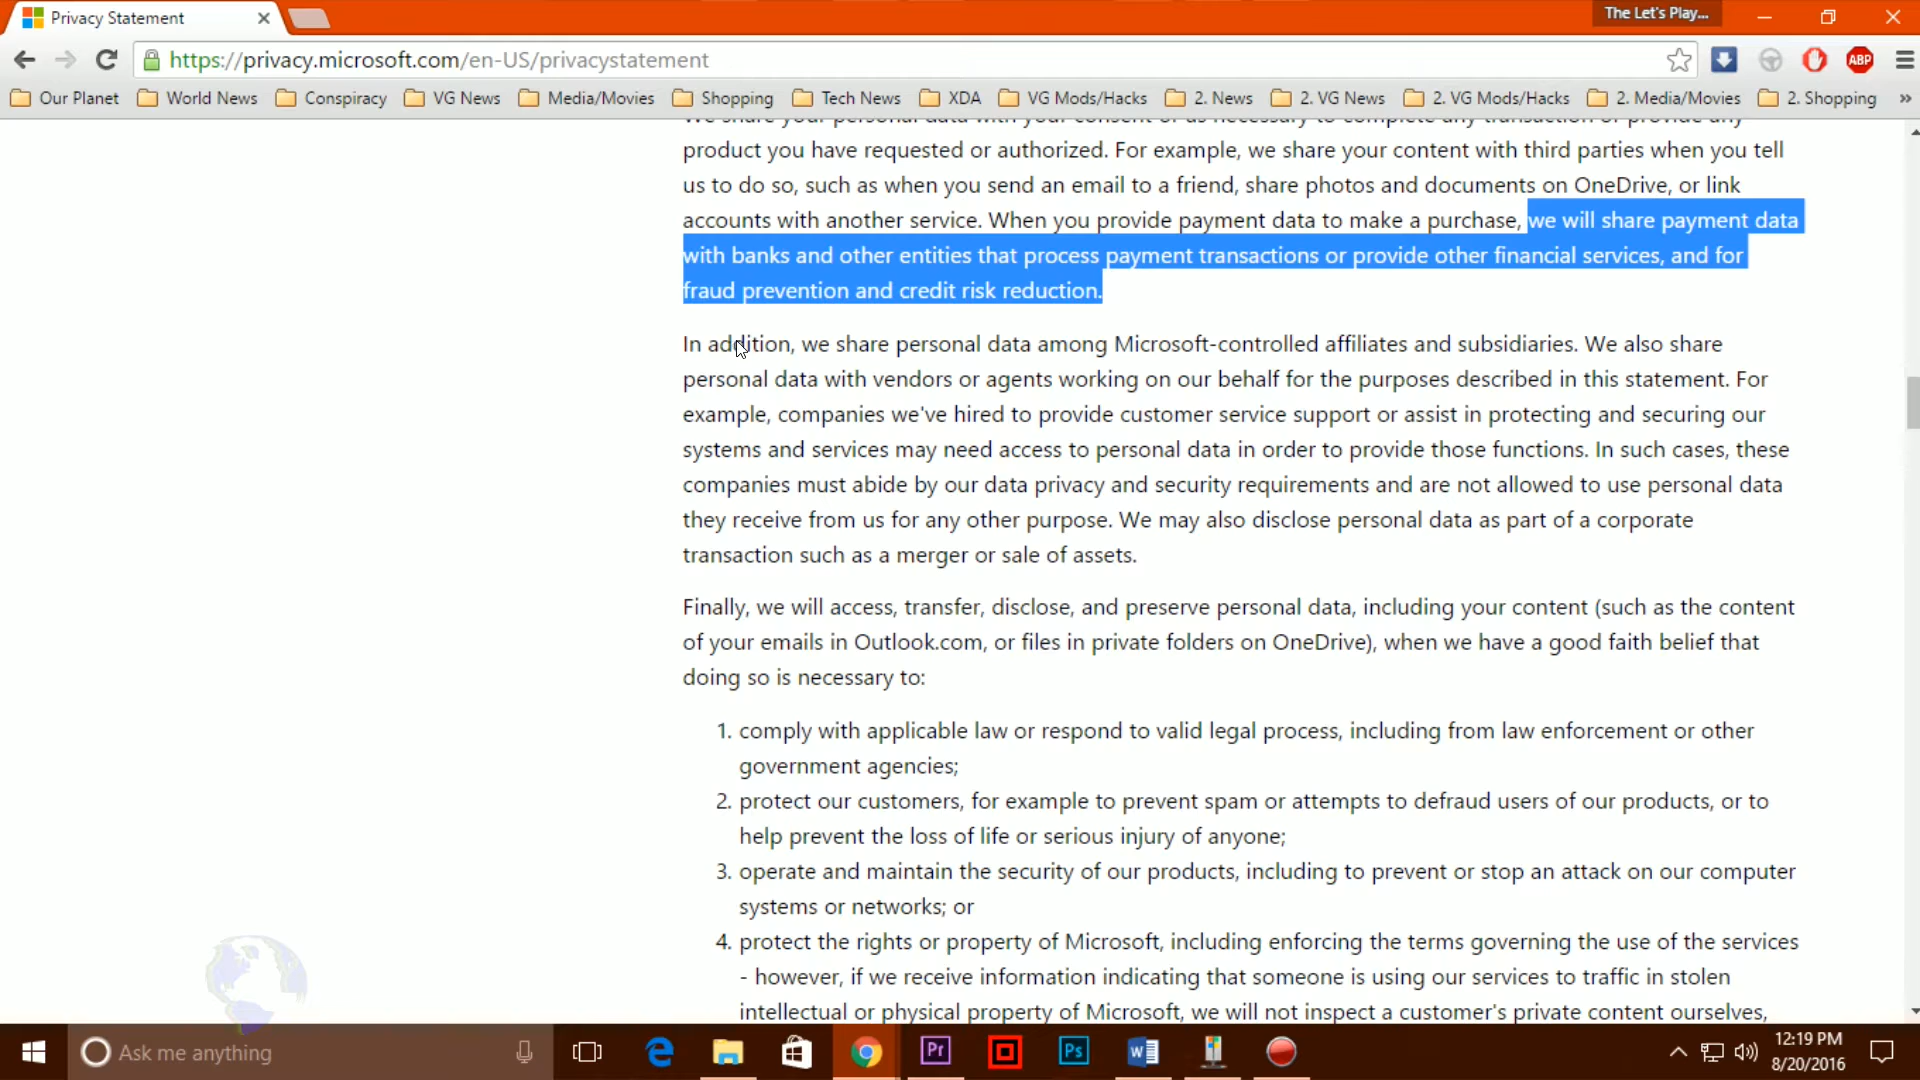 Privacy Statement
The Let's Play...
https://privacy.microsoft.com/en-US/privacystatement
ABP
Our Planet World News Conspiracy VG News Media/Movies Shopping Tech News XDA VG Mods/Hacks 2. News 2. VG News 2. VG Mods/Hacks 2. Media/Movies 2. Shopping »
We share your personal data with your consent or as necessary to complete any transaction or provide any
product you have requested or authorized. For example, we share your content with third parties when you tell
us to do so, such as when you send an email to a friend, share photos and documents on OneDrive, or link
accounts with another service. When you provide payment data to make a purchase, we will share payment data
with banks and other entities that process payment transactions or provide other financial services, and for
fraud prevention and credit risk reduction.
In addition, we share personal data among Microsoft-controlled affiliates and subsidiaries. We also share
personal data with vendors or agents working on our behalf for the purposes described in this statement. For
example, companies we've hired to provide customer service support or assist in protecting and securing our
systems and services may need access to personal data in order to provide those functions. In such cases, these
companies must abide by our data privacy and security requirements and are not allowed to use personal data
they receive from us for any other purpose. We may also disclose personal data as part of a corporate
transaction such as a merger or sale of assets.
Finally, we will access, transfer, disclose, and preserve personal data, including your content (such as the content
of your emails in Outlook.com, or files in private folders on OneDrive), when we have a good faith belief that
doing so is necessary to:
1. comply with applicable law or respond to valid legal process, including from law enforcement or other
government agencies;
2. protect our customers, for example to prevent spam or attempts to defraud users of our products, or to
help prevent the loss of life or serious injury of anyone;
3. operate and maintain the security of our products, including to prevent or stop an attack on our computer
systems or networks; or
4. protect the rights or property of Microsoft, including enforcing the terms governing the use of the services
- however, if we receive information indicating that someone is using our services to traffic in stolen
intellectual or physical property of Microsoft, we will not inspect a customer's private content ourselves,
Ask me anything
Pr
Ps
12:19 PM
8/20/2016